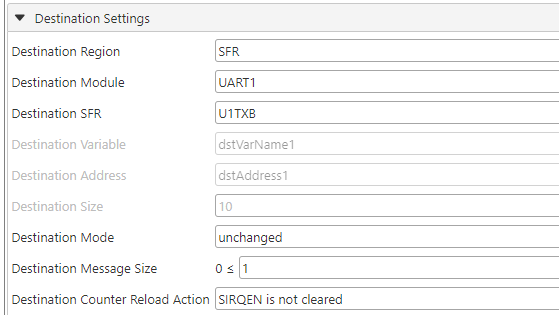 Destination Settings
Destination Region SFR
Destination Module UART1
Destination SFR U1TXB
Destination Variable dstVarName1
Destination Address dstAddress1
Destination Size 10
Destination Mode unchanged
Destination Message Size 0 ≤ 1
Destination Counter Reload Action SIRQEN is not cleared